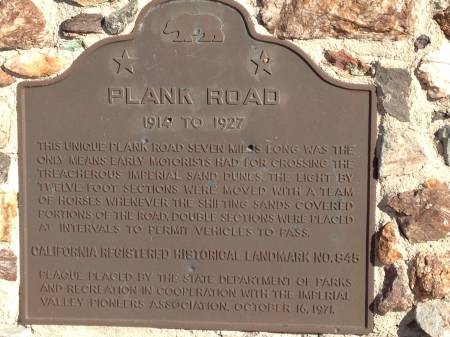 PLANK ROAD
1914 TO 1927
THIS UNIQUE PLANK ROAD SEVEN MILES LONG WAS THE
ONLY MEANS EARLY MOTORISTS HAD FOR CROSSING THE
TREACHEROUS IMPERIAL SAND DUNES. THE EIGHT BY
TWELVE FOOT SECTIONS WERE MOVED WITH A TEAM
OF HORSES WHENEVER THE SHIFTING SANDS COVERED
PORTIONS OF THE ROAD. DOUBLE SECTIONS WERE PLACED
AT INTERVALS TO PERMIT VEHICLES TO PASS.
CALIFORNIA REGISTERED HISTORICAL LANDMARK NO. 845
PLAQUE PLACED BY THE STATE DEPARTMENT OF PARKS
AND RECREATION IN COOPERATION WITH THE IMPERIAL
VALLEY PIONEERS ASSOCIATION, OCTOBER 16, 1971.